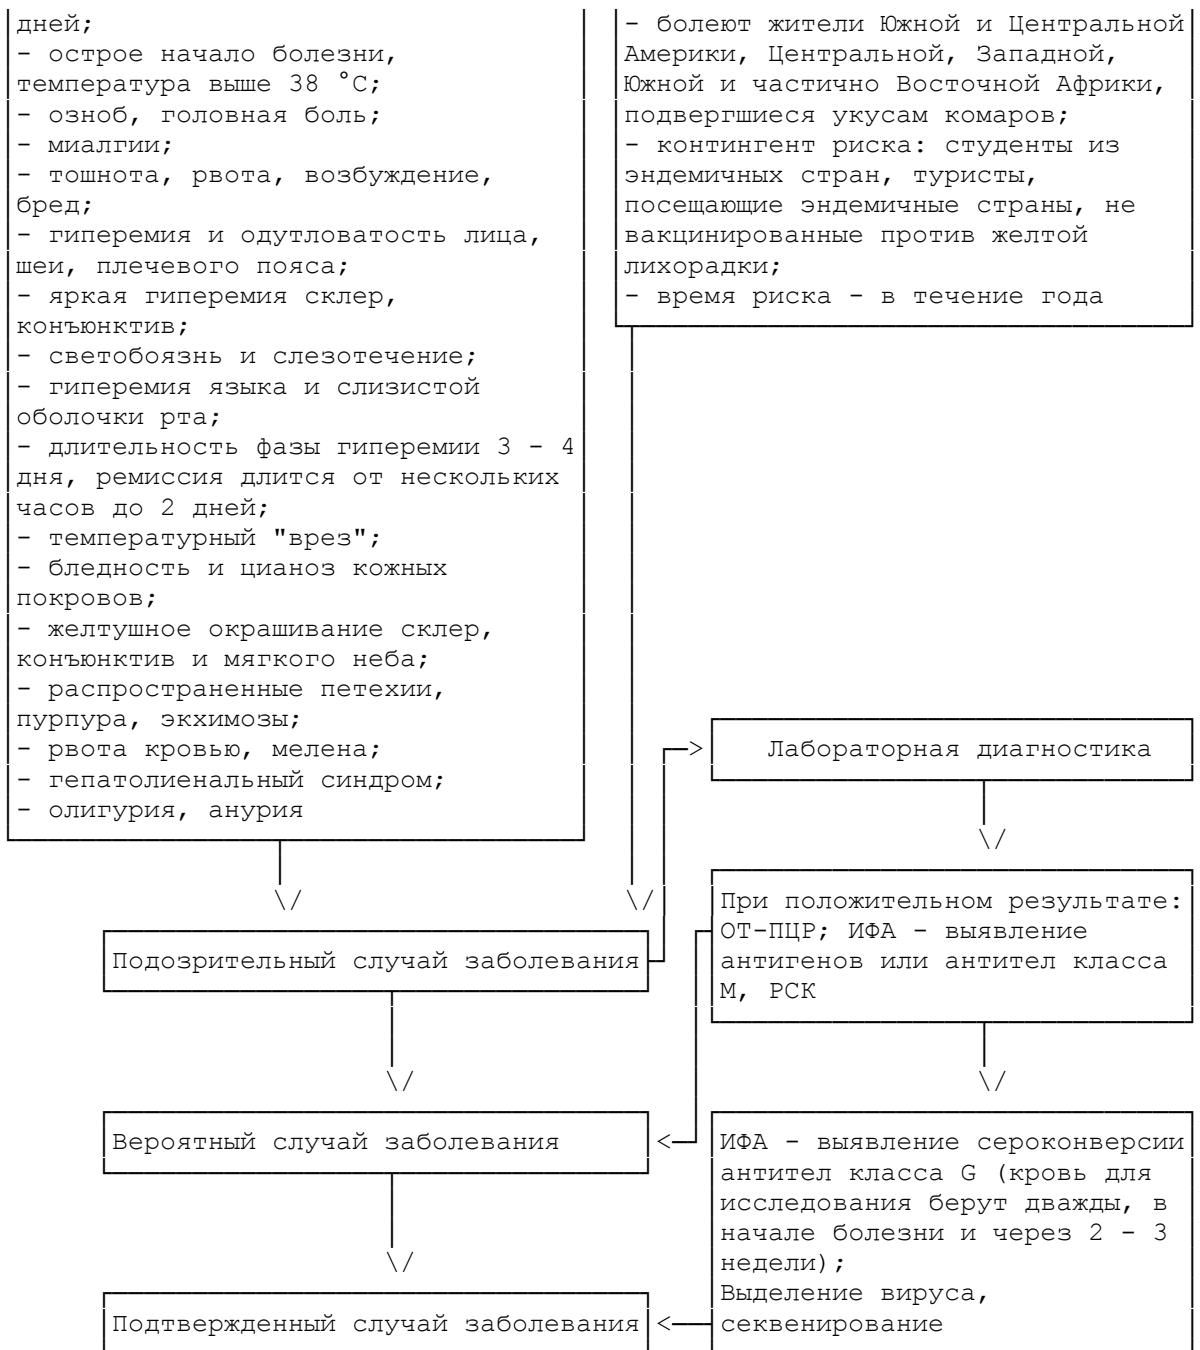 дней;
- острое начало болезни,
температура выше 38 °C;
- озноб, головная боль;
- миалгии;
- тошнота, рвота, возбуждение,
бред;
- гиперемия и одутловатость лица,
шеи, плечевого пояса;
- яркая гиперемия склер,
конъюнктив;
- светобоязнь и слезотечение;
- гиперемия языка и слизистой
оболочки рта;
- длительность фазы гиперемии 3 - 4
дня, ремиссия длится от нескольких
часов до 2 дней;
- температурный "врез";
- бледность и цианоз кожных
покровов;
- желтушное окрашивание склер,
конъюнктив и мягкого неба;
- распространенные петехии,
пурпура, экхимозы;
- рвота кровью, мелена;
- гепатолиенальный синдром;
- олигурия, анурия
- болеют жители Южной и Центральной
Америки, Центральной, Западной,
Южной и частично Восточной Африки,
подвергшиеся укусам комаров;
- контингент риска: студенты из
эндемичных стран, туристы,
посещающие эндемичные страны, не
вакцинированные против желтой
лихорадки;
- время риска - в течение года
Лабораторная диагностика
При положительном результате:
ОТ-ПЦР; ИФА - выявление
антигенов или антител класса
M, РСК
Подозрительный случай заболевания
Вероятный случай заболевания
ИФА - выявление сероконверсии
антител класса G (кровь для
исследования берут дважды, в
начале болезни и через 2 - 3
недели);
Выделение вируса,
секвенирование
Подтвержденный случай заболевания